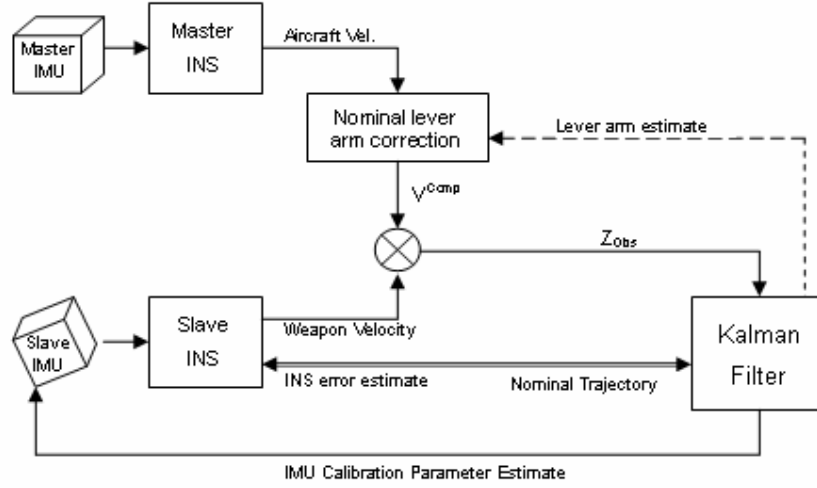 Master
IMU
Master
INS
Aircraft Vel.
Nominal lever
arm correction
Lever arm estimate
V^Comp
Z_Obs
Slave
IMU
Slave
INS
Weapon Velocity
INS error estimate
Nominal Trajectory
Kalman
Filter
IMU Calibration Parameter Estimate